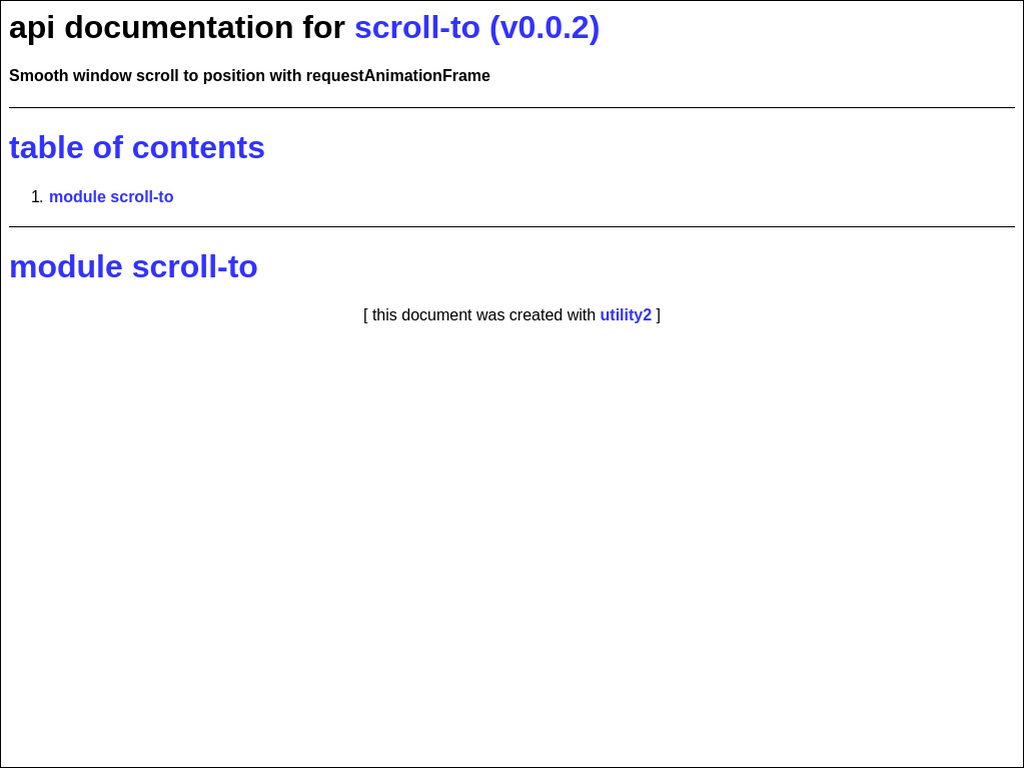 api documentation for scroll-to (v0.0.2)
Smooth window scroll to position with requestAnimationFrame
table of contents
1. module scroll-to
module scroll-to
[ this document was created with utility2 ]